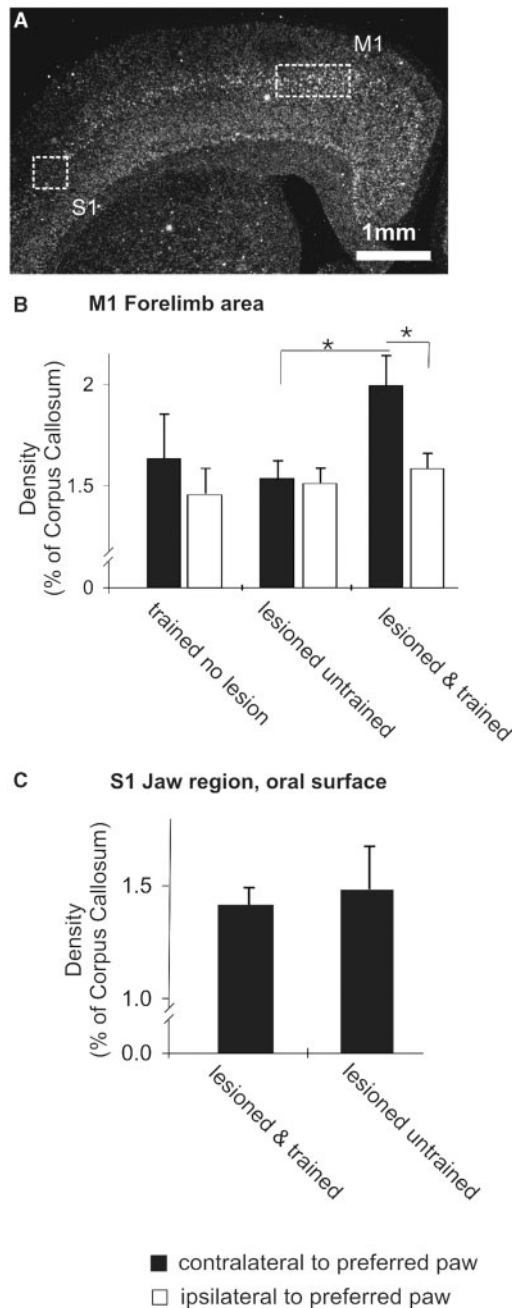 A
M1
S1
1mm
B M1 Forelimb area
Density
(% of Corpus Callosum)
2
1.5
0
*
*
trained no lesion
lesioned untrained
lesioned & trained
C S1 Jaw region, oral surface
Density
(% of Corpus Callosum)
1.5
1.0
0.0
lesioned & trained
lesioned untrained
contralateral to preferred paw
ipsilateral to preferred paw